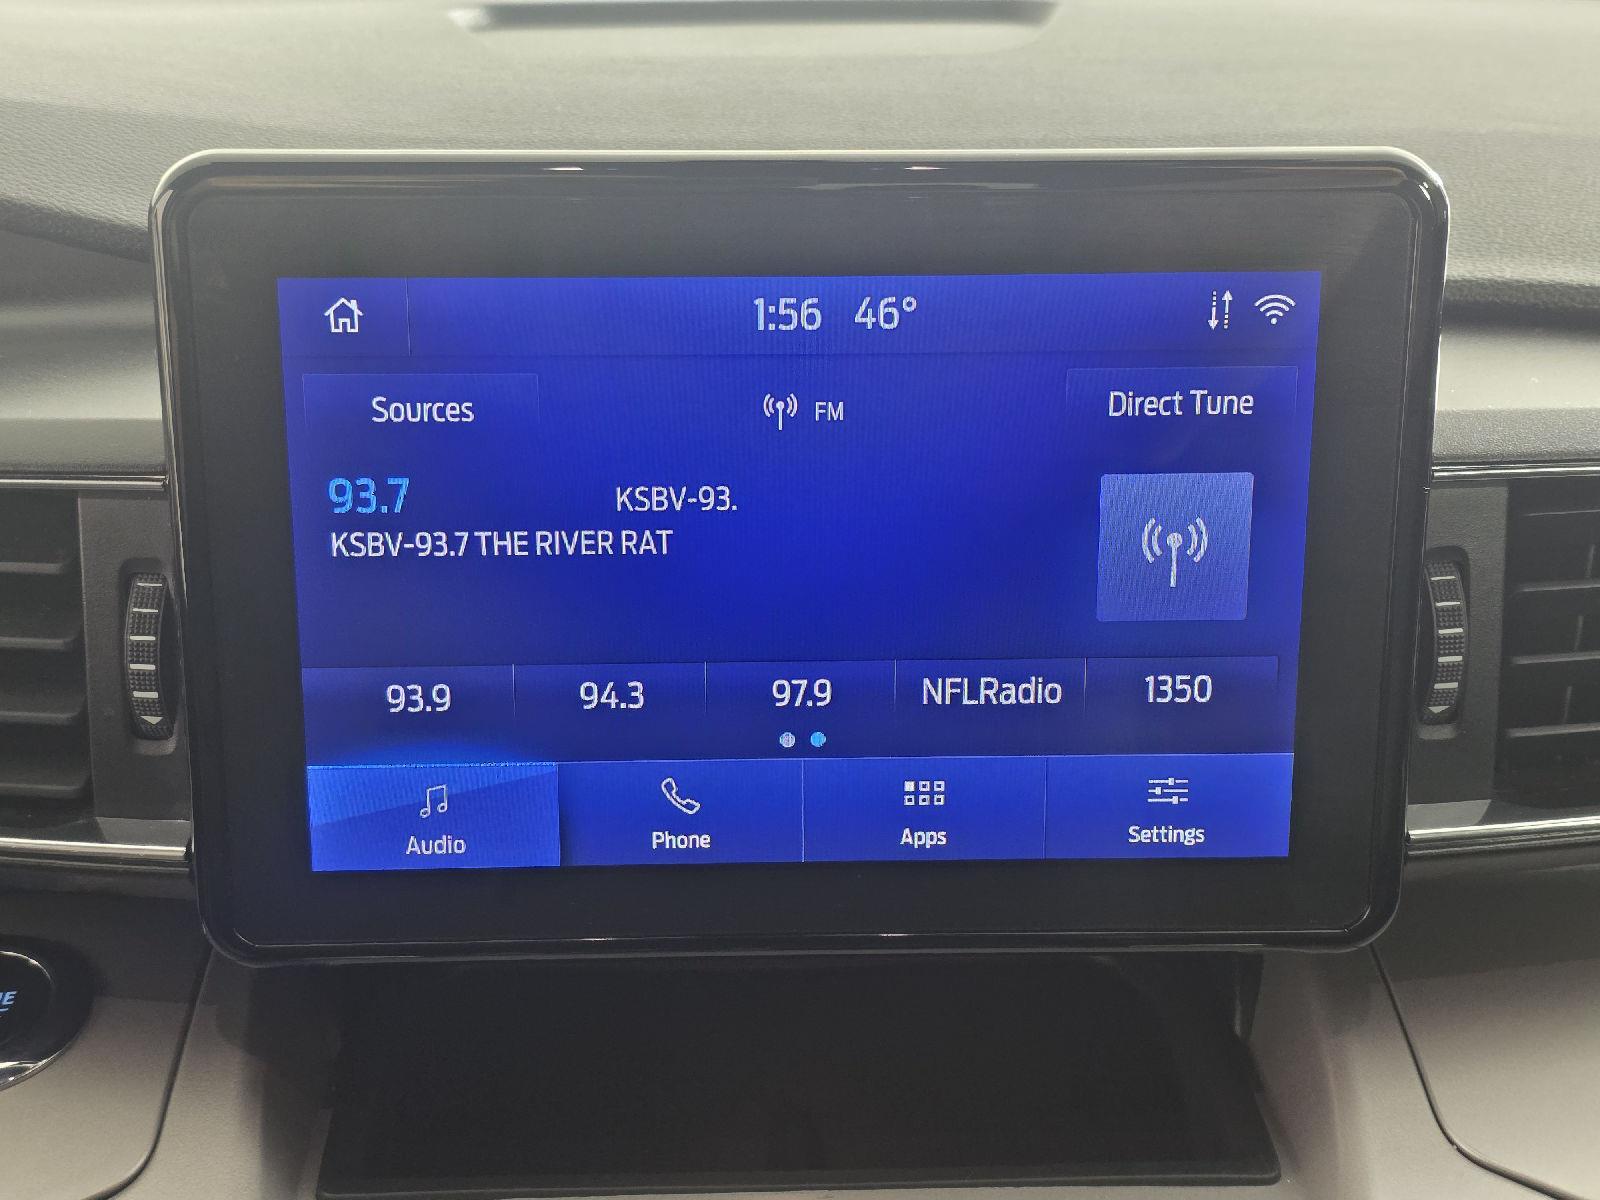 1:56 46°
Sources FM Direct Tune
93.7 KSBV-93.
KSBV-93.7 THE RIVER RAT
93.9 94.3 97.9 NFLRadio 1350
Audio Phone Apps Settings